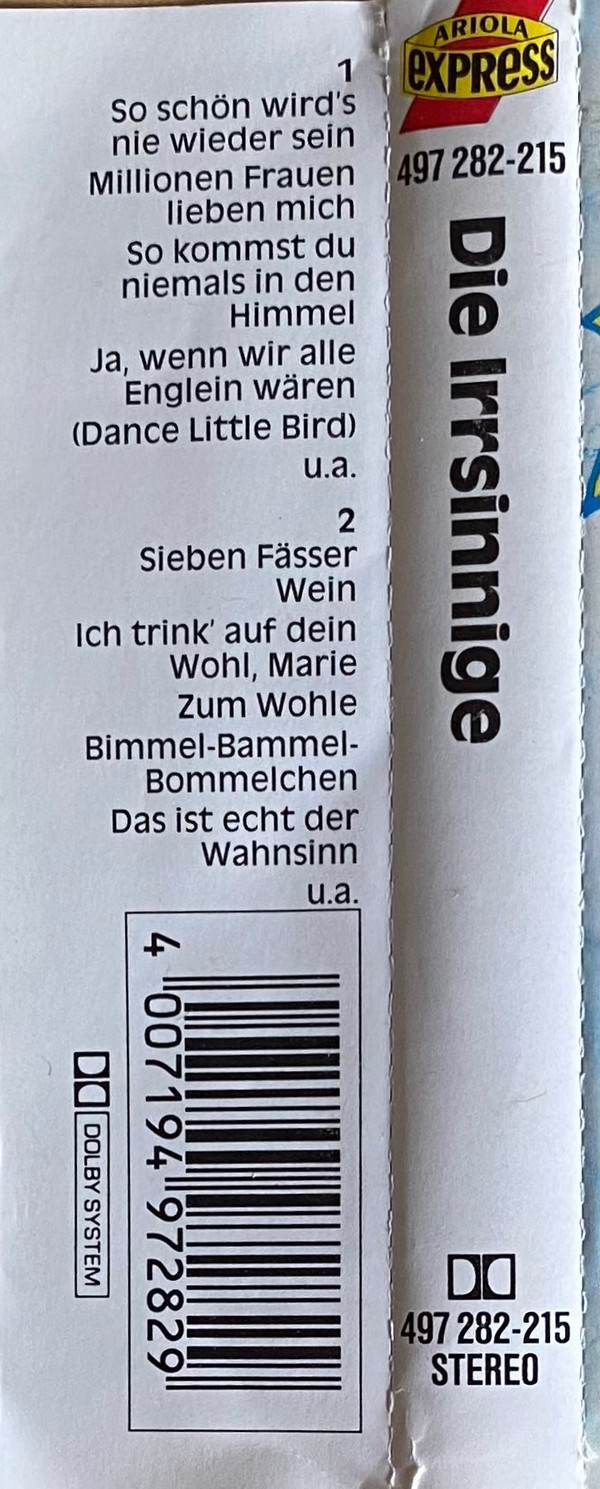 1
So schön wird's
nie wieder sein
Millionen Frauen
lieben mich
So kommst du
niemals in den
Himmel
Ja, wenn wir alle
Englein wären
(Dance Little Bird)
u.a.
2
Sieben Fässer
Wein
Ich trink' auf dein
Wohl, Marie
Zum Wohle
Bimmel-Bammel-
Bommelchen
Das ist echt der
Wahnsinn
u.a.
4 007194 972829
DOLBY SYSTEM
ARIOLA
EXPRESS
497 282-215
Die Irrsinnige
497 282-215
STEREO